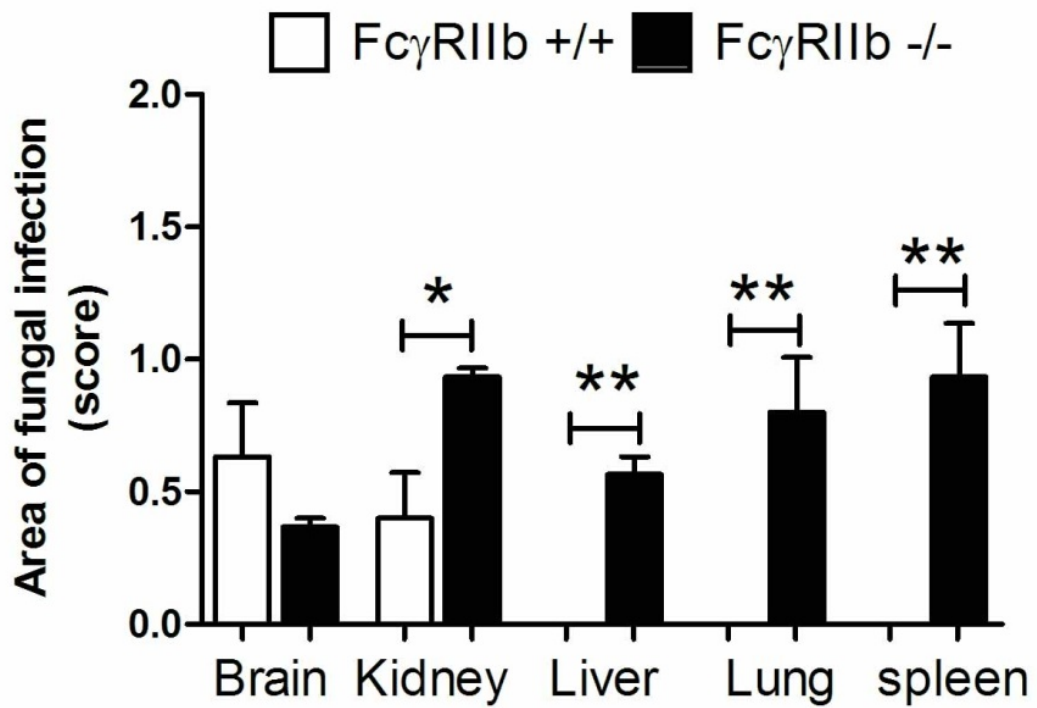 FcγRIIb +/+ FcγRIIb -/-
Area of fungal infection
(score)
2.0
1.5
1.0
0.5
0.0
*
**
**
**
Brain Kidney Liver Lung spleen